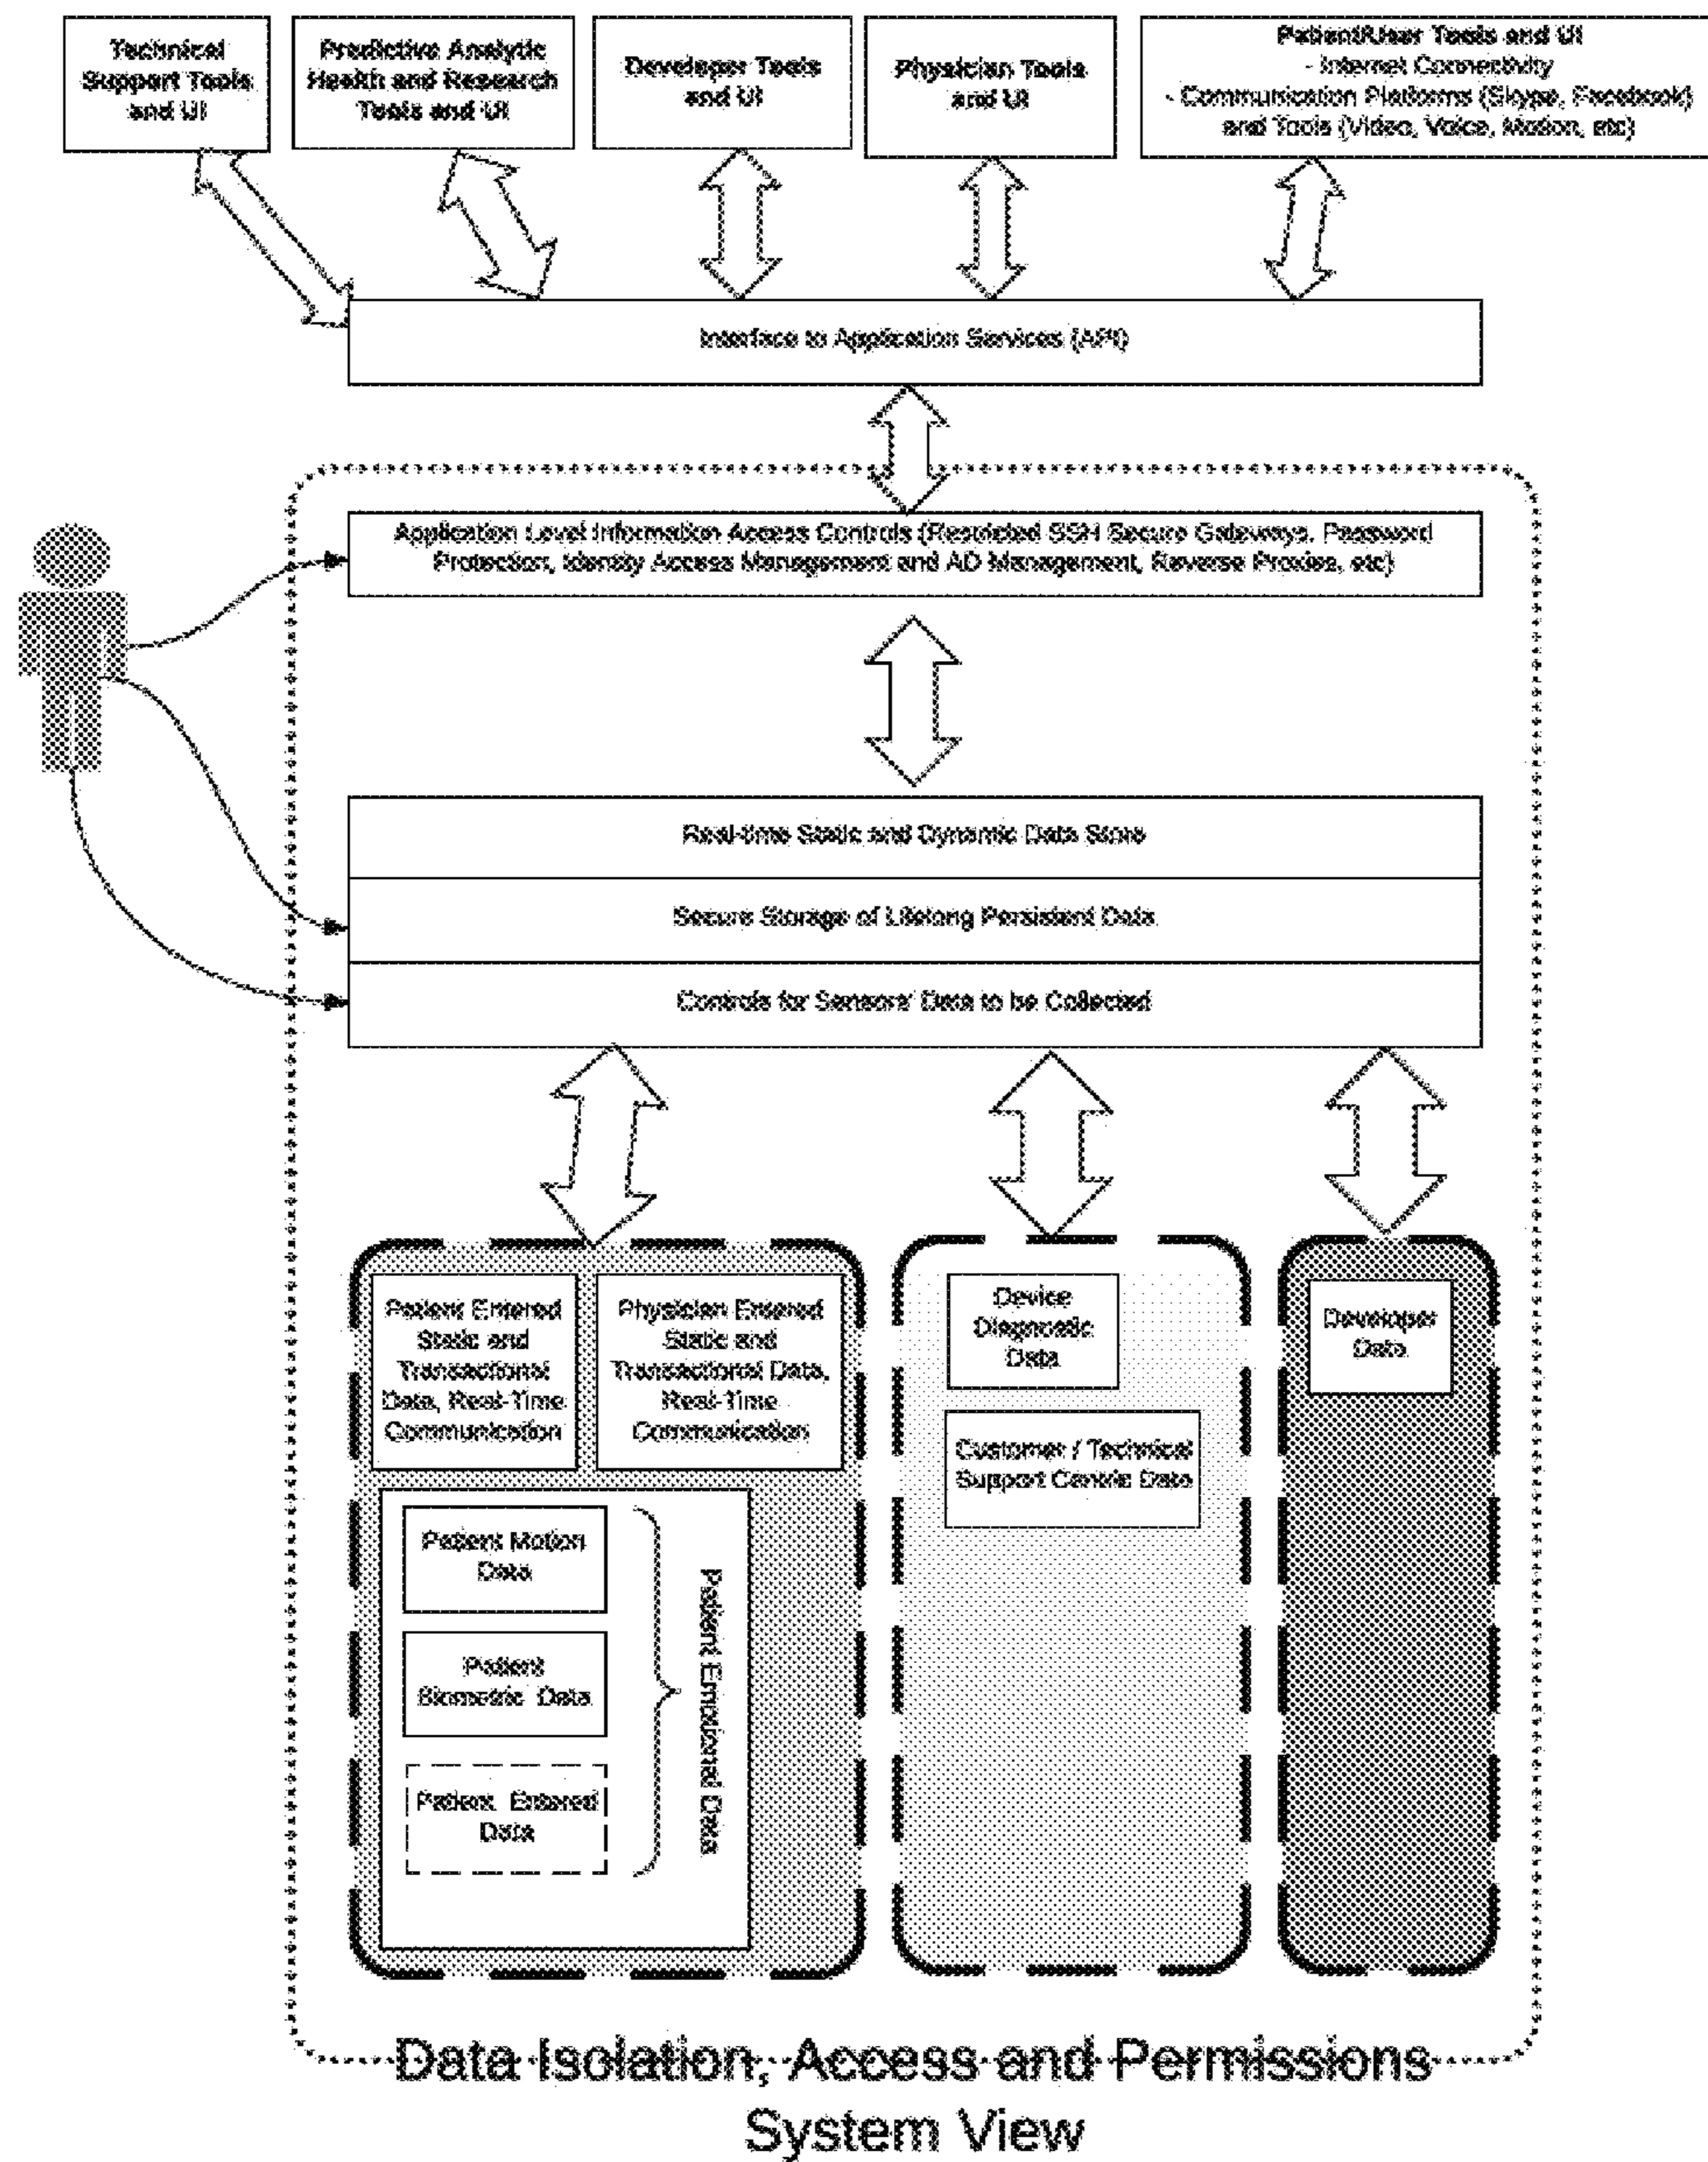 Technical
Support Tools
and UI
Predictive Analytic
Health and Research
Tools and UI
Developer Tools
and UI
Physician Tools
and UI
Patient/User Tools and UI
- Internet Connectivity
- Communication Platforms (Skype, Facebook)
and Tools (Video, Voice, Motion, etc)
Interface to Application Services (API)
Application Level Information Access Controls (Restricted SSH Secure Gateways, Password
Protection, Identity Access Management and AD Management, Reverse Proxies, etc)
Real-time Static and Dynamic Data Store
Secure Storage of Lifelong Persistent Data
Controls for Sensors' Data to be Collected
Patient Entered
Static and
Transactional
Data, Real-Time
Communication
Physician Entered
Static and
Transactional Data,
Real-Time
Communication
Device
Diagnostic
Data
Customer / Technical
Support Centric Data
Developer
Data
Patient Motion
Data
Patient
Biometric Data
Patient Entered
Data
Patient Emotional Data
Data Isolation, Access and Permissions
System View